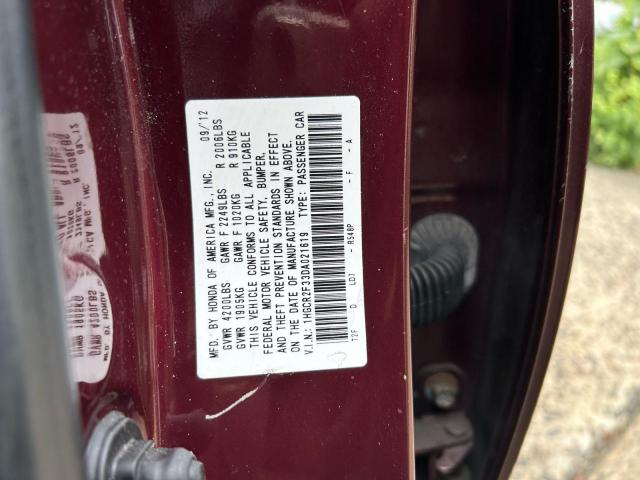 MFD. BY HONDA OF AMERICA MFG., INC. 09/'12
GVWR 4200LBS GAWR F 2249LBS R 2006LBS
GVWR 1905KG GAWR F 1020KG R 910KG
THIS VEHICLE CONFORMS TO ALL APPLICABLE
FEDERAL MOTOR VEHICLE SAFETY, BUMPER,
AND THEFT PREVENTION STANDARDS IN EFFECT
ON THE DATE OF MANUFACTURE SHOWN ABOVE.
V.I.N.: 1HGCR2F33DA021619 TYPE: PASSENGER CAR
T2F D LDJ - R548P - F - A